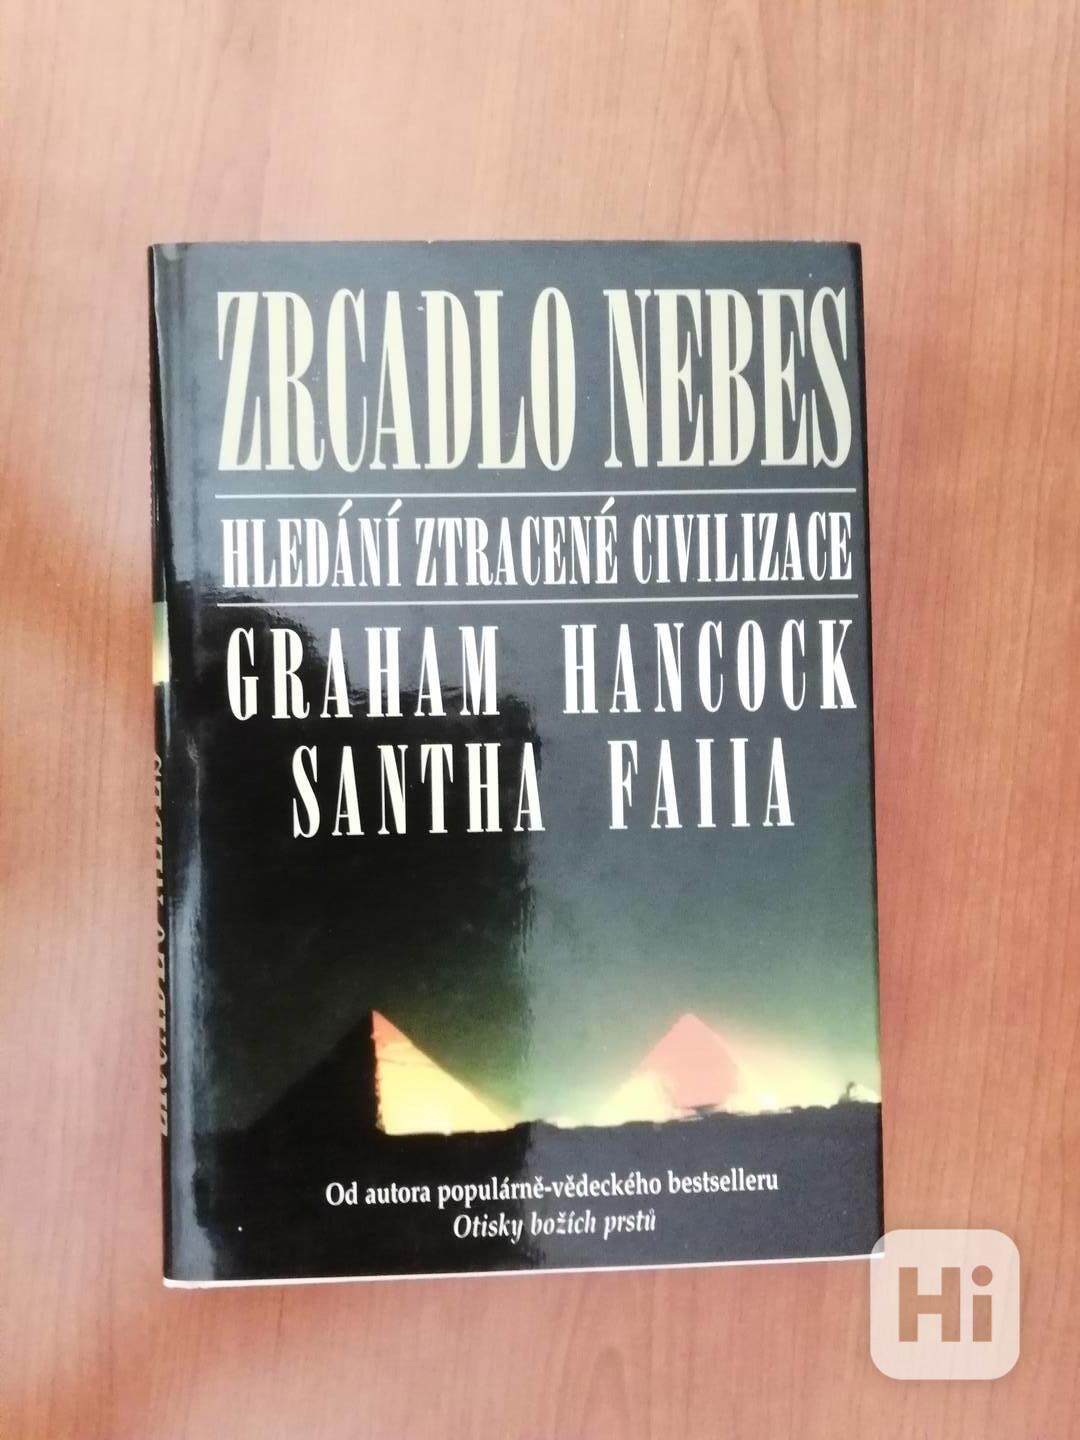 ZRCADLO NEBES
HLEDÁNÍ ZTRACENÉ CIVILIZACE
GRAHAM HANCOCK
SANTHA FAIIA
Od autora populárně-vědeckého bestselleru
Otisky božích prstů
ZRCADLO NEBES
Hi